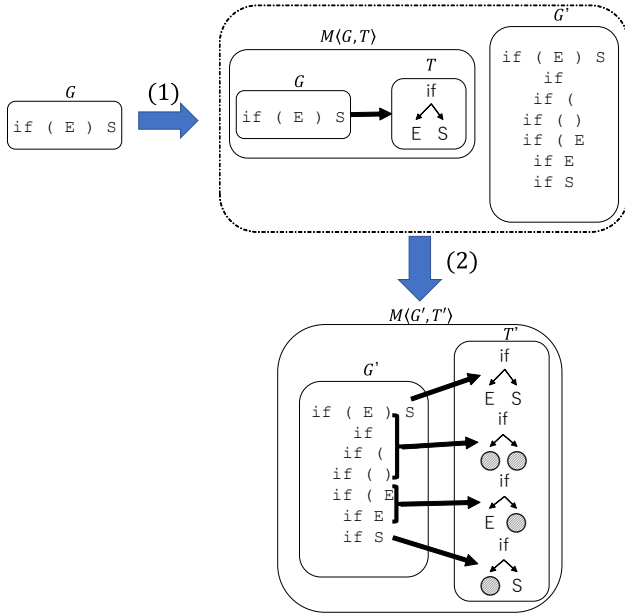 G
if ( E ) S
(1)
M⟨G,T⟩
G
if ( E ) S
T
if
E S
G'
if ( E ) S
if
if (
if ( )
if ( E
if E
if S
(2)
M⟨G′,T′⟩
G'
if ( E ) S
if
if (
if ( )
if ( E
if E
if S
T'
if
E S
if
if
E
if
S